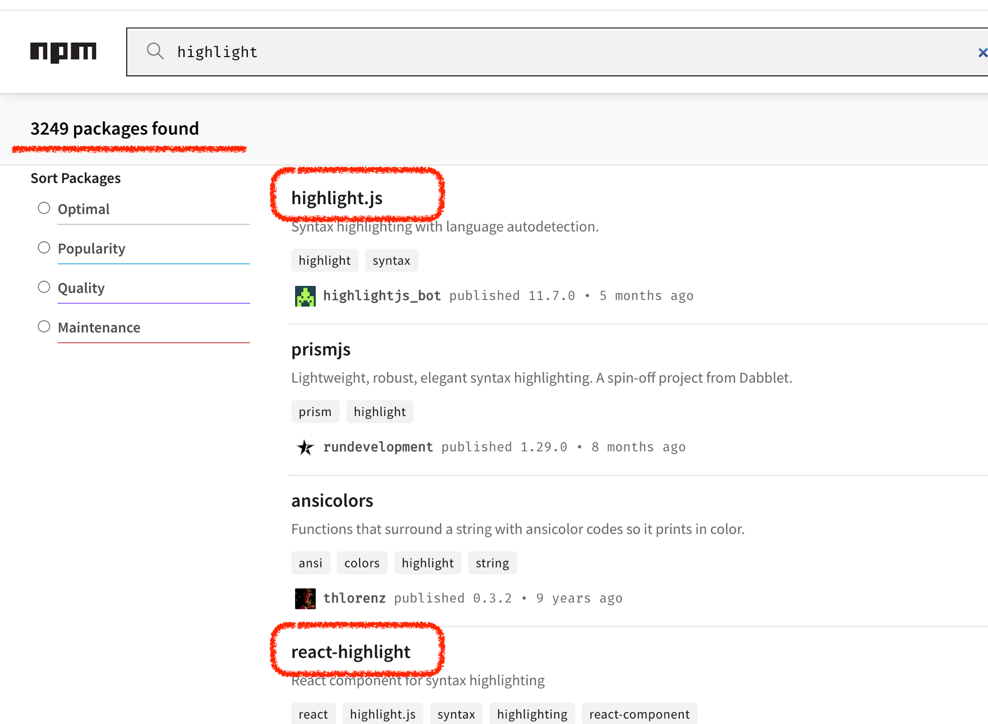 npm
highlight
×
3249 packages found
Sort Packages
Optimal
Popularity
Quality
Maintenance
highlight.js
Syntax highlighting with language autodetection.
highlight syntax
highlightjs_bot published 11.7.0 • 5 months ago
prismjs
Lightweight, robust, elegant syntax highlighting. A spin-off project from Dabblet.
prism highlight
rundevelopment published 1.29.0 • 8 months ago
ansicolors
Functions that surround a string with ansicolor codes so it prints in color.
ansi colors highlight string
thlorenz published 0.3.2 • 9 years ago
react-highlight
React component for syntax highlighting
react highlight.js syntax highlighting react-component